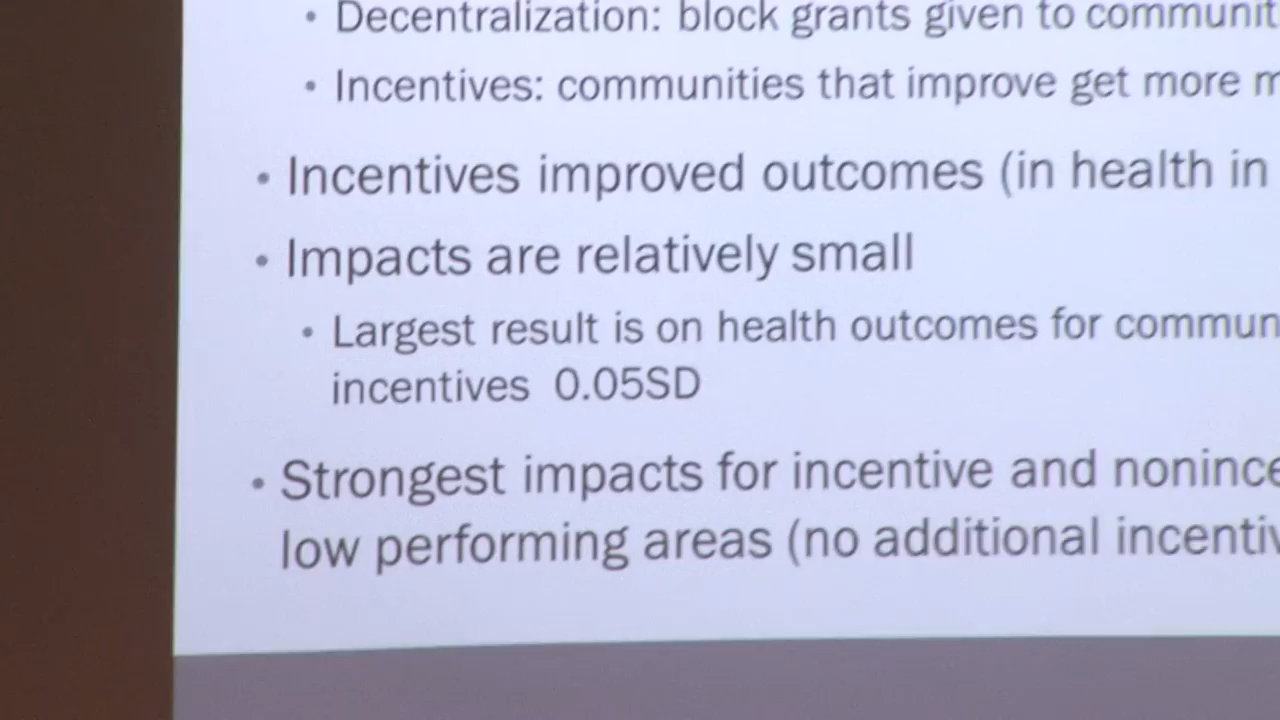 • Decentralization: block grants given to communit
• Incentives: communities that improve get more
• Incentives improved outcomes (in health in
• Impacts are relatively small
• Largest result is on health outcomes for commun
incentives 0.05SD
• Strongest impacts for incentive and nonince
low performing areas (no additional incentiv